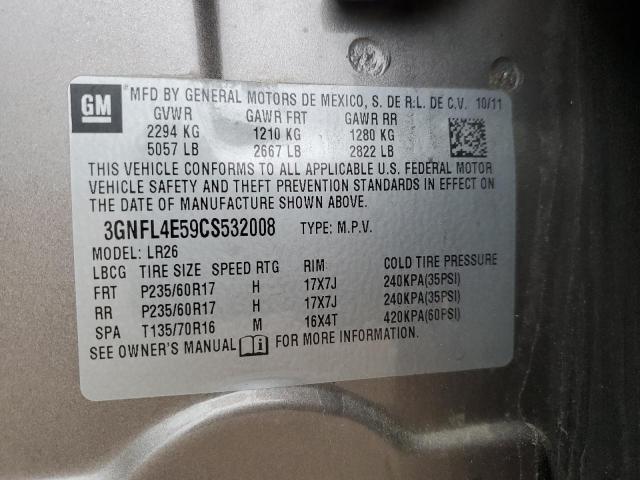 GM
MFD BY GENERAL MOTORS DE MEXICO, S. DE R.L. DE C.V. 10/11
GVWR GAWR FRT GAWR RR
2294 KG 1210 KG 1280 KG
5057 LB 2667 LB 2822 LB
THIS VEHICLE CONFORMS TO ALL APPLICABLE U.S. FEDERAL MOTOR
VEHICLE SAFETY AND THEFT PREVENTION STANDARDS IN EFFECT ON
THE DATE OF MANUFACTURE SHOWN ABOVE.
3GNFL4E59CS532008 TYPE: M.P.V.
MODEL: LR26
LBCG TIRE SIZE SPEED RTG RIM COLD TIRE PRESSURE
FRT P235/60R17 H 17X7J 240KPA(35PSI)
RR P235/60R17 H 17X7J 240KPA(35PSI)
SPA T135/70R16 M 16X4T 420KPA(60PSI)
SEE OWNER'S MANUAL FOR MORE INFORMATION.